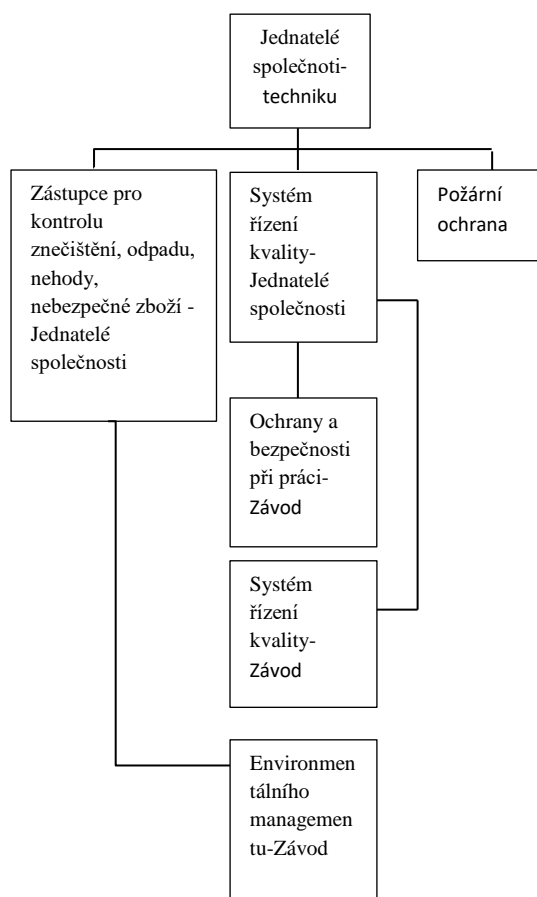 Jednatelé
společnoti-
techniku
Zástupce pro
kontrolu
znečištění, odpadu,
nehody,
nebezpečné zboží -
Jednatelé
společnosti
Systém
řízení
kvality-
Jednatelé
společnosti
Požární
ochrana
Ochrany a
bezpečnosti
při práci-
Závod
Systém
řízení
kvality-
Závod
Environmen
tálního
managemen
tu-Závod